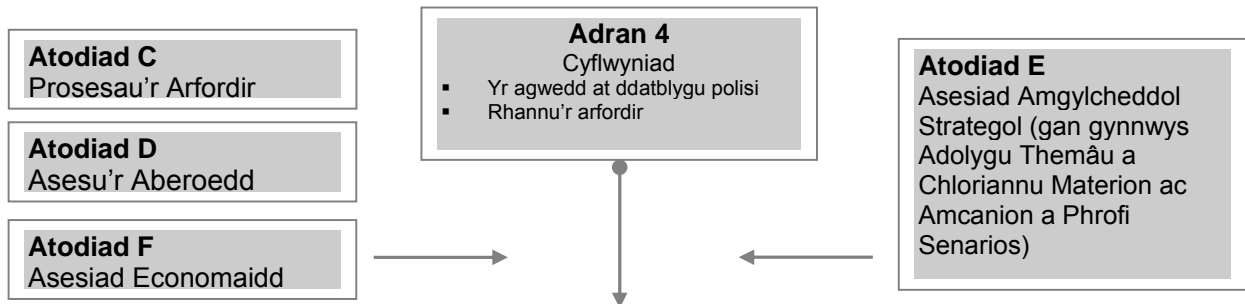 Atodiad C
Prosesau’r Arfordir
Atodiad D
Asesu’r Aberoedd
Atodiad F
Asesiad Economaidd
Adran 4
Cyflwyniad
▪ Yr agwedd at ddatblygu polisi
▪ Rhannu’r arfordir
Atodiad E
Asesiad Amgylcheddol
Strategol (gan gynnwys
Adolygu Themâu a
Chloriannu Materion ac
Amcanion a Phrofi
Senarios)